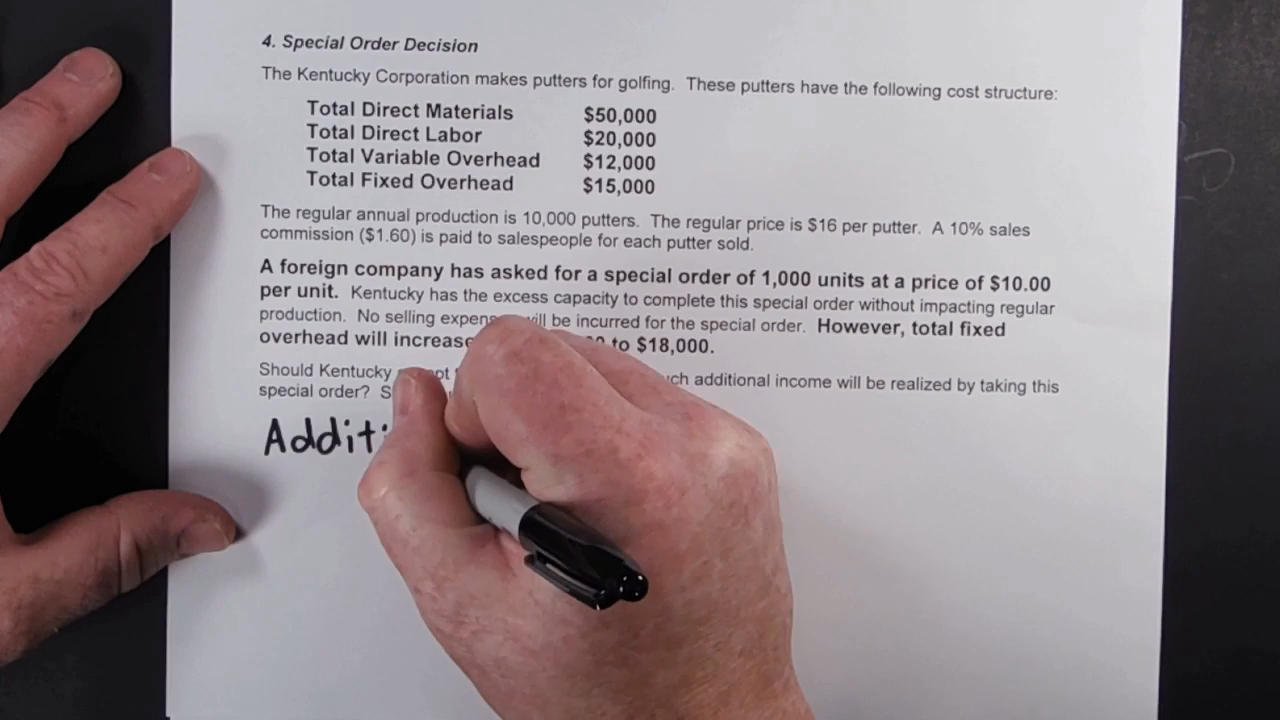 4. Special Order Decision
The Kentucky Corporation makes putters for golfing. These putters have the following cost structure:
Total Direct Materials $50,000
Total Direct Labor $20,000
Total Variable Overhead $12,000
Total Fixed Overhead $15,000
The regular annual production is 10,000 putters. The regular price is $16 per putter. A 10% sales
commission ($1.60) is paid to salespeople for each putter sold.
A foreign company has asked for a special order of 1,000 units at a price of $10.00
per unit. Kentucky has the excess capacity to complete this special order without impacting regular
production. No selling will be incurred for the special order. However, total fixed
overhead will increase to $18,000.
Should Kentucky additional income will be realized by taking this
special order?
Additi